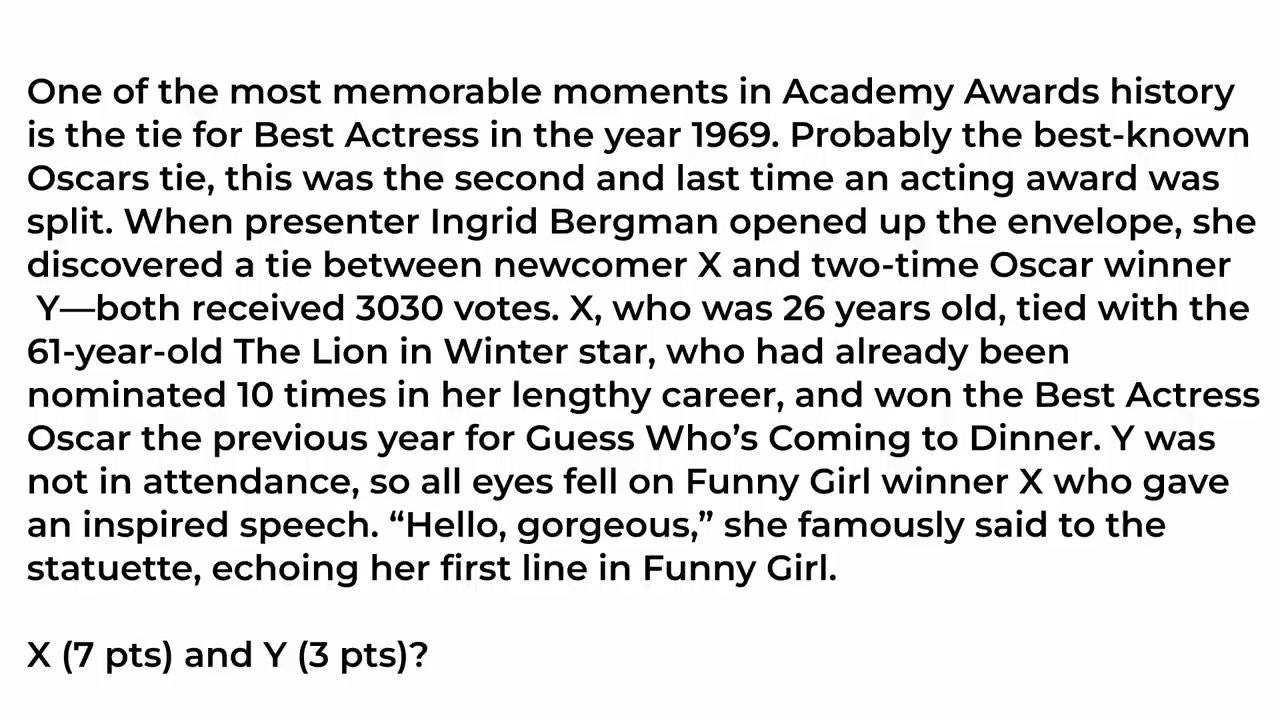 One of the most memorable moments in Academy Awards history
is the tie for Best Actress in the year 1969. Probably the best-known
Oscars tie, this was the second and last time an acting award was
split. When presenter Ingrid Bergman opened up the envelope, she
discovered a tie between newcomer X and two-time Oscar winner
Y—both received 3030 votes. X, who was 26 years old, tied with the
61-year-old The Lion in Winter star, who had already been
nominated 10 times in her lengthy career, and won the Best Actress
Oscar the previous year for Guess Who’s Coming to Dinner. Y was
not in attendance, so all eyes fell on Funny Girl winner X who gave
an inspired speech. “Hello, gorgeous,” she famously said to the
statuette, echoing her first line in Funny Girl.
X (7 pts) and Y (3 pts)?